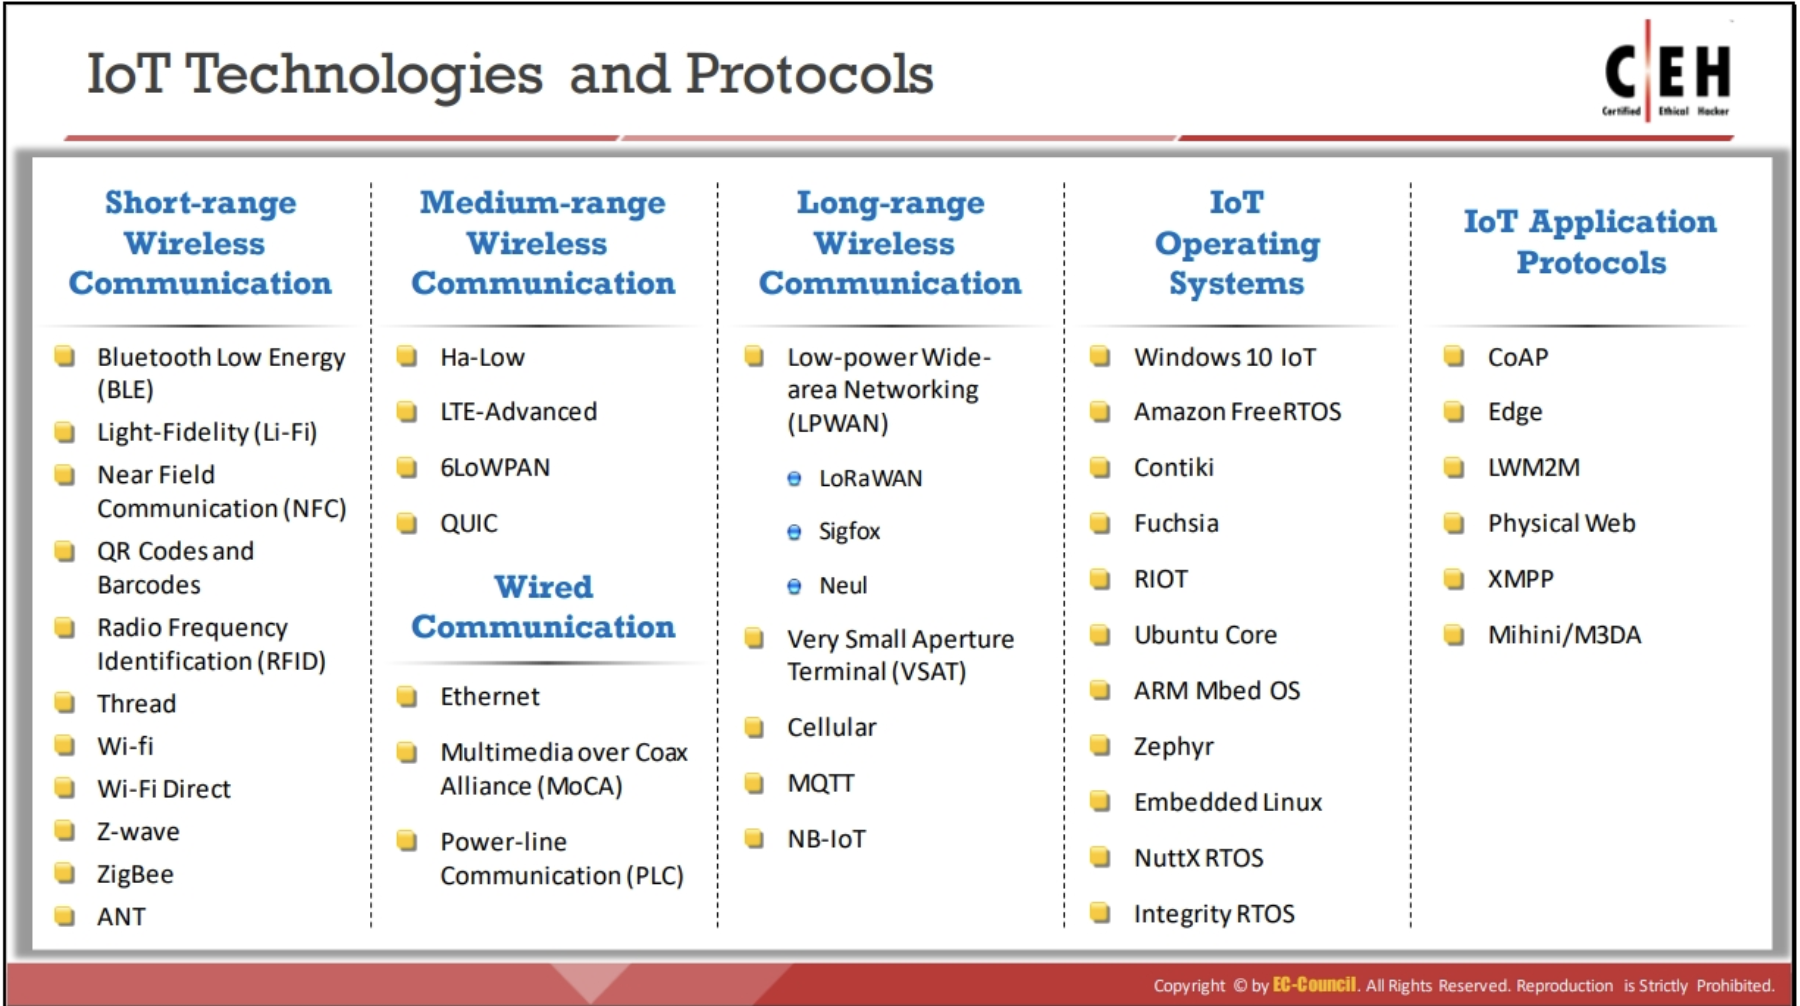 IoT Technologies and Protocols
C|EH
Certified Ethical Hacker
Short-range
Wireless
Communication
Bluetooth Low Energy
(BLE)
Light-Fidelity (Li-Fi)
Near Field
Communication (NFC)
QR Codes and
Barcodes
Radio Frequency
Identification (RFID)
Thread
Wi-fi
Wi-Fi Direct
Z-wave
ZigBee
ANT
Medium-range
Wireless
Communication
Ha-Low
LTE-Advanced
6LoWPAN
QUIC
Wired
Communication
Ethernet
Multimedia over Coax
Alliance (MoCA)
Power-line
Communication (PLC)
Long-range
Wireless
Communication
Low-power Wide-
area Networking
(LPWAN)
LoRaWAN
Sigfox
Neul
Very Small Aperture
Terminal (VSAT)
Cellular
MQTT
NB-IoT
IoT
Operating
Systems
Windows 10 IoT
Amazon FreeRTOS
Contiki
Fuchsia
RIOT
Ubuntu Core
ARM Mbed OS
Zephyr
Embedded Linux
NuttX RTOS
Integrity RTOS
IoT Application
Protocols
CoAP
Edge
LWM2M
Physical Web
XMPP
Mihini/M3DA
Copyright © by EC-Council. All Rights Reserved. Reproduction is Strictly Prohibited.